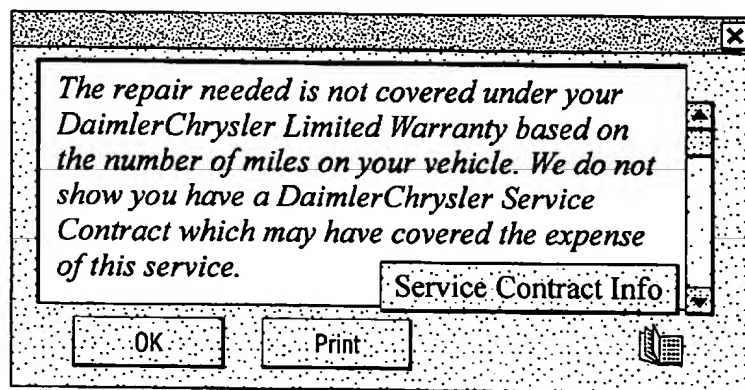 The repair needed is not covered under your
DaimlerChrysler Limited Warranty based on
the number of miles on your vehicle. We do not
show you have a DaimlerChrysler Service
Contract which may have covered the expense
of this service.
Service Contract Info
OK
Print